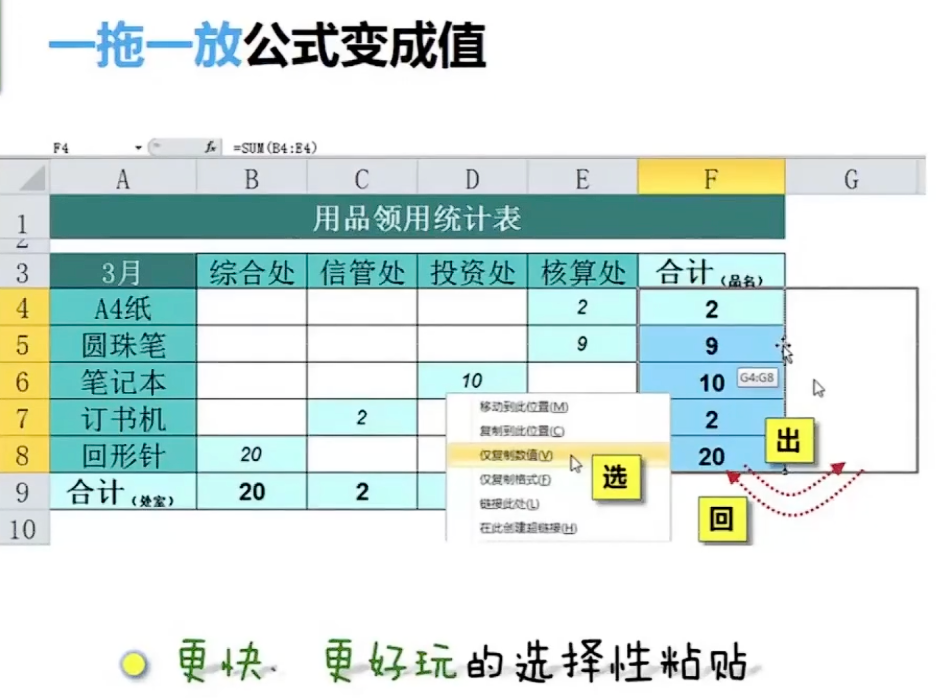 一拖一放公式变成值
F4 fx =SUM(B4:E4)
A B C D E F G
1 用品领用统计表
2
3 3月 综合处 信管处 投资处 核算处 合计(品名)
4 A4纸 2 2
5 圆珠笔 9 9
6 笔记本 10 10 G4:G8
7 订书机 2 2
8 回形针 20 20
9 合计(处室) 20 2
10
移动到此位置(M)
复制到此位置(C)
仅复制数值(V)
仅复制格式(F)
链接此处(L)
在此创建超链接(H)
选
出
回
更快、更好玩的选择性粘贴